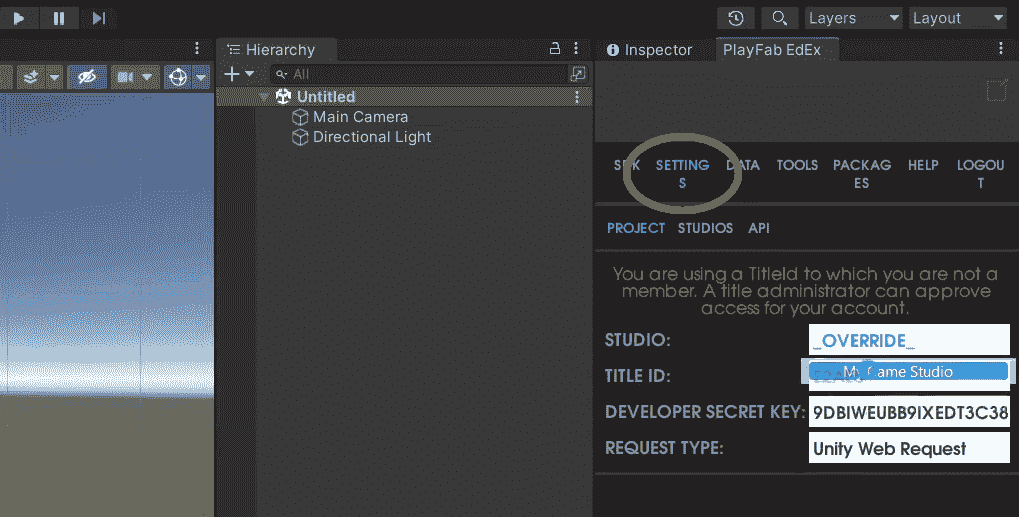 Layers Layout
Hierarchy
Inspector PlayFab EdEx
All
Untitled
Main Camera
Directional Light
SDK SETTINGS DATA TOOLS PACKAGES HELP LOGOUT
PROJECT STUDIOS API
You are using a TitleId to which you are not a
member. A title administrator can approve
access for your account.
STUDIO: _OVERRIDE_
TITLE ID:
My Game Studio
DEVELOPER SECRET KEY: 9DBIWEUBB9IXEDT3C38
REQUEST TYPE: Unity Web Request